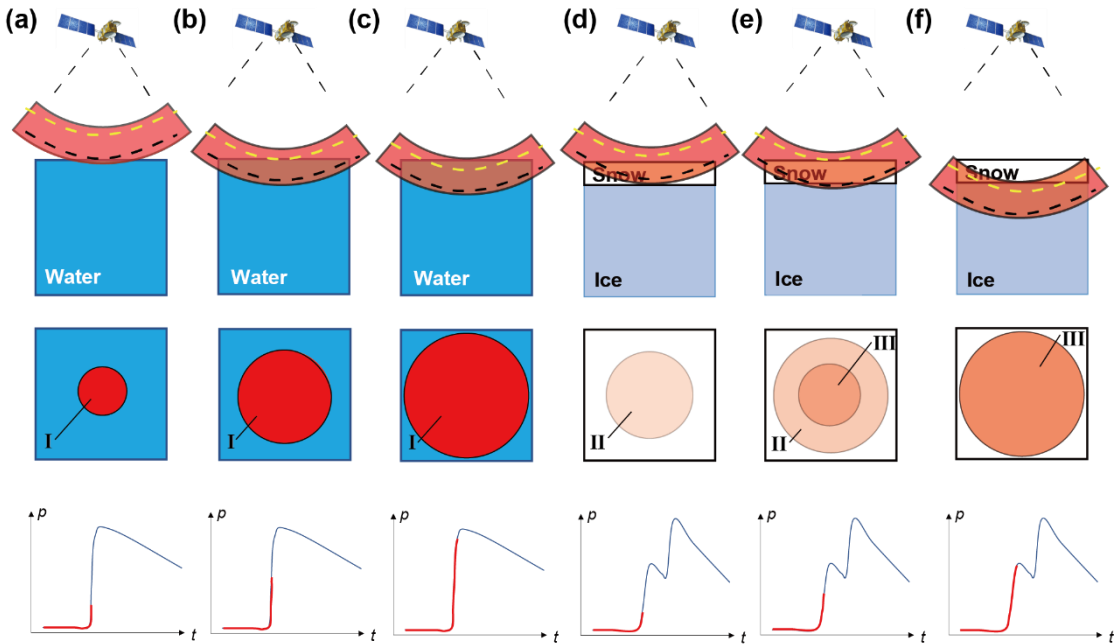 (a) (b) (c) (d) (e) (f)
Snow Snow Snow
Water Water Water Ice Ice Ice
I I I II III II III
p p p p p p
t t t t t t